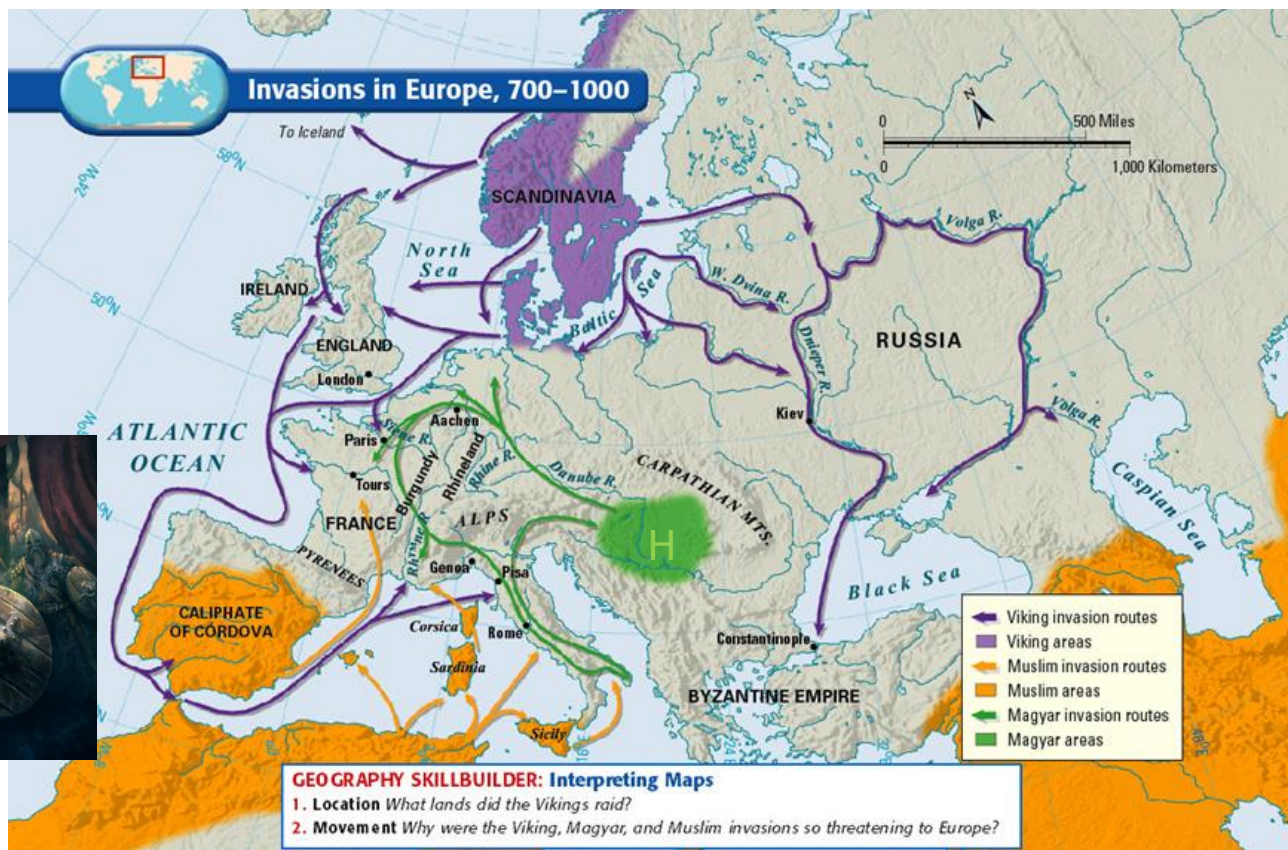 Invasions in Europe, 700–1000
To Iceland
N
0 500 Miles
0 1,000 Kilometers
58°N
24°W
50°N
SCANDINAVIA
North
Sea
IRELAND
ENGLAND
London
Baltic
Sea
W. Dvina R.
Volga R.
Dnieper R.
RUSSIA
Kiev
Volga R.
ATLANTIC
OCEAN
Paris
Seine R.
Aachen
Tours
Burgundy
Rhineland
Rhine R.
Danube R.
CARPATHIAN MTS.
FRANCE
ALPS
H
Caspian Sea
PYRENEES
Genoa
Pisa
Black Sea
CALIPHATE
OF CÓRDOVA
Corsica
Rome
Sardinia
Constantinople
BYZANTINE EMPIRE
Sicily
Viking invasion routes
Viking areas
Muslim invasion routes
Muslim areas
Magyar invasion routes
Magyar areas
GEOGRAPHY SKILLBUILDER: Interpreting Maps
1. Location What lands did the Vikings raid?
2. Movement Why were the Viking, Magyar, and Muslim invasions so threatening to Europe?